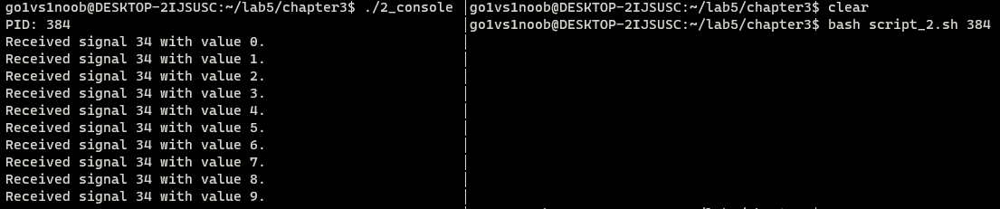 go1vs1noob@DESKTOP-2IJSUSC:~/lab5/chapter3$ ./2_console
PID: 384
Received signal 34 with value 0.
Received signal 34 with value 1.
Received signal 34 with value 2.
Received signal 34 with value 3.
Received signal 34 with value 4.
Received signal 34 with value 5.
Received signal 34 with value 6.
Received signal 34 with value 7.
Received signal 34 with value 8.
Received signal 34 with value 9.
go1vs1noob@DESKTOP-2IJSUSC:~/lab5/chapter3$ clear
go1vs1noob@DESKTOP-2IJSUSC:~/lab5/chapter3$ bash script_2.sh 384